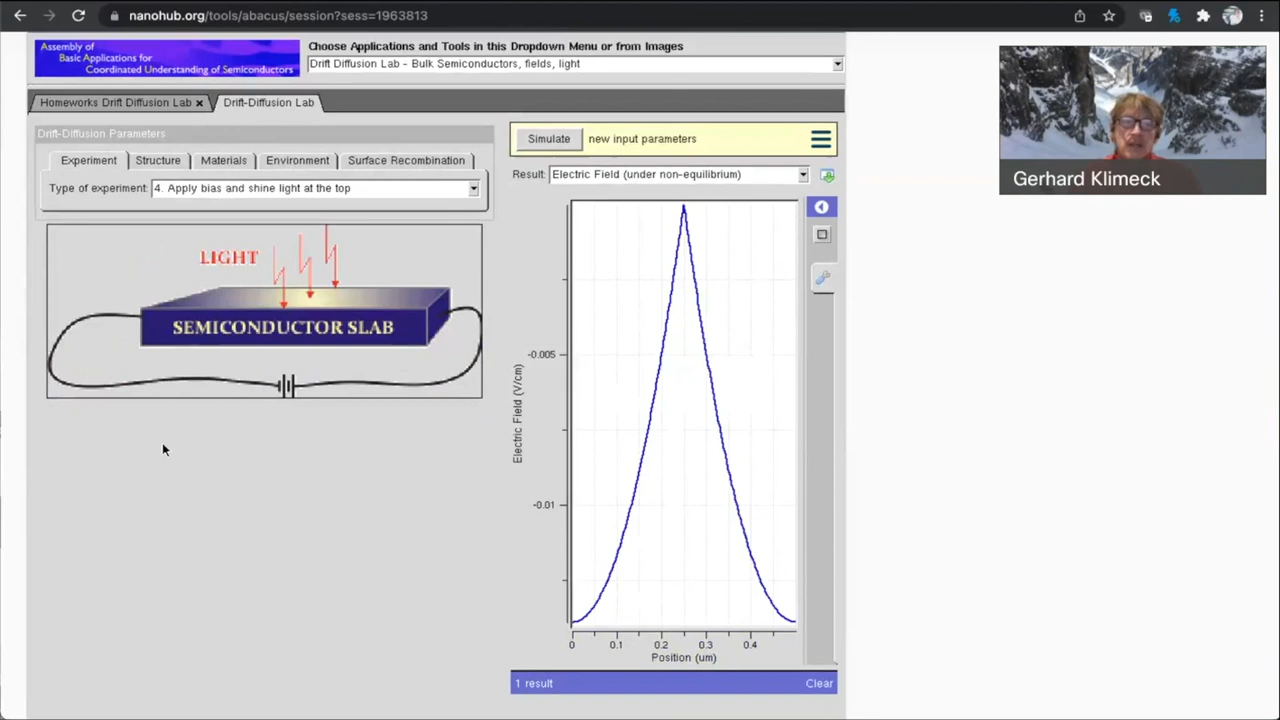 nanohub.org/tools/abacus/session?sess=1963813
Assembly of
Basic Applications for
Coordinated Understanding of Semiconductors
Choose Applications and Tools in this Dropdown Menu or from Images
Drift Diffusion Lab - Bulk Semiconductors, fields, light
Homeworks Drift Diffusion Lab
Drift-Diffusion Lab
Drift-Diffusion Parameters
Experiment
Structure
Materials
Environment
Surface Recombination
Type of experiment: 4. Apply bias and shine light at the top
LIGHT
SEMICONDUCTOR SLAB
Simulate
new input parameters
Result: Electric Field (under non-equilibrium)
Electric Field (V/cm)
-0.005
-0.01
0 0.1 0.2 0.3 0.4
Position (um)
1 result
Clear
Gerhard Klimeck